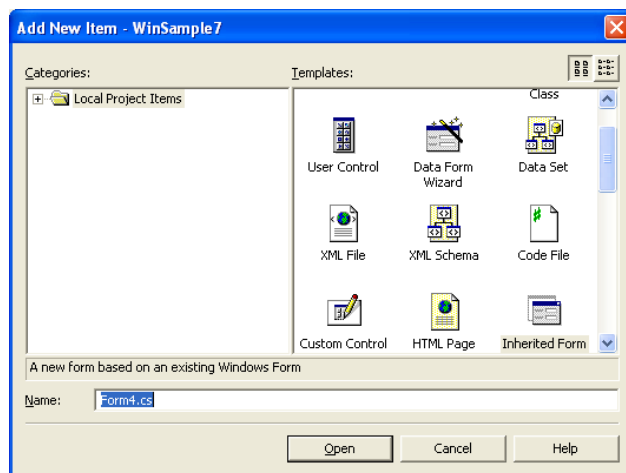 Add New Item - WinSample7
Categories:
Templates:
Local Project Items
Class
User Control
Data Form Wizard
Data Set
XML File
XML Schema
Code File
Custom Control
HTML Page
Inherited Form
A new form based on an existing Windows Form
Name:
Form4.cs
Open
Cancel
Help